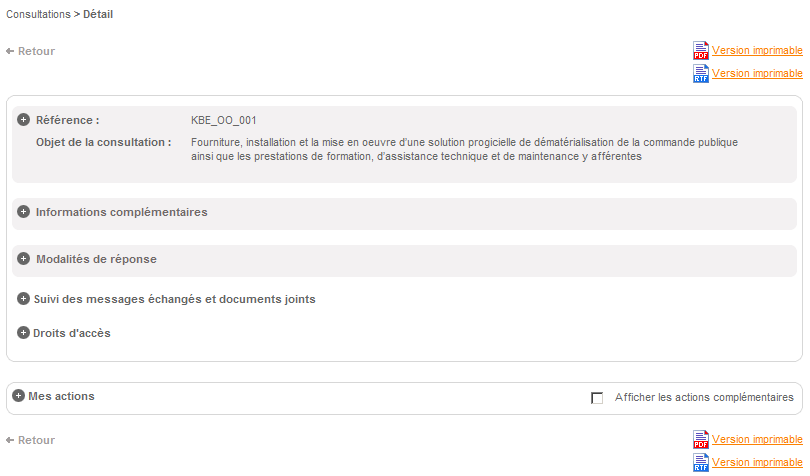 Consultations > Détail
Retour
PDF Version imprimable
RTF Version imprimable
Référence : KBE_OO_001
Objet de la consultation : Fourniture, installation et la mise en oeuvre d'une solution progicielle de dématérialisation de la commande publique
ainsi que les prestations de formation, d'assistance technique et de maintenance y afférentes
Informations complémentaires
Modalités de réponse
Suivi des messages échangés et documents joints
Droits d'accès
Mes actions Afficher les actions complémentaires
Retour PDF Version imprimable
RTF Version imprimable